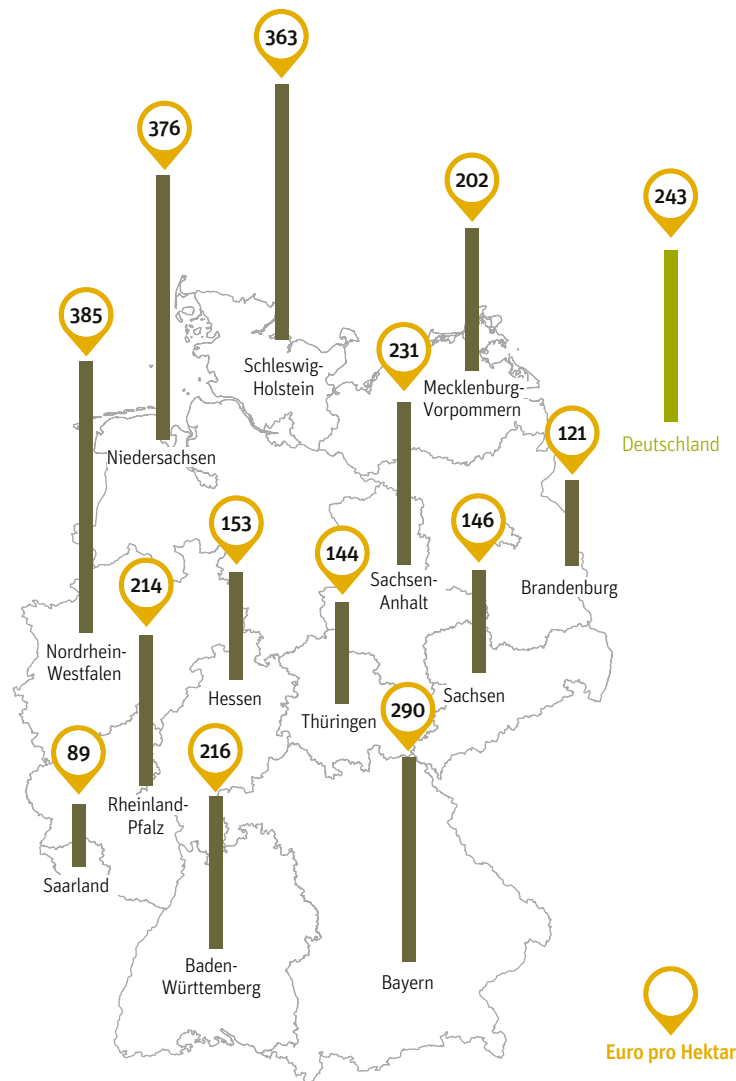 363
Schleswig-
Holstein
376
Niedersachsen
202
Mecklenburg-
Vorpommern
243
Deutschland
385
Nordrhein-
Westfalen
231
Sachsen-
Anhalt
121
Brandenburg
153
Hessen
144
Thüringen
146
Sachsen
214
Rheinland-
Pfalz
89
Saarland
216
Baden-
Württemberg
290
Bayern
Euro pro Hektar